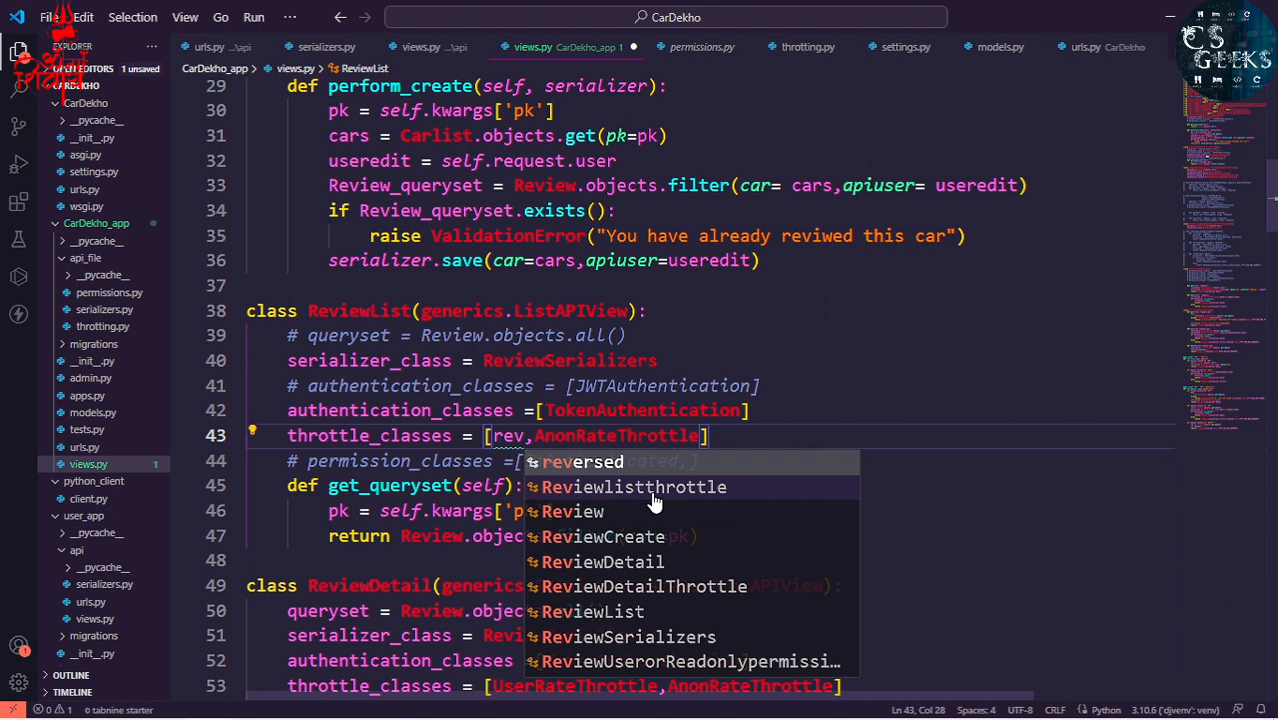 File Edit Selection View Go Run ··· CarDekho
EXPLORER
urls.py ...\api serializers.py views.py ...\api views.py CarDekho_app 1 permissions.py throtting.py settings.py models.py urls.py CarDekho
OPEN EDITORS 1 unsaved
CarDekho_app > views.py > ReviewList
CS
GEEKS
CARDEKHO
CarDekho
__pycache__
__init__.py
asgi.py
settings.py
urls.py
wsgi.py
CarDekho_app
__pycache__
api_file
__pycache__
permissions.py
serializers.py
throtting.py
migrations
__init__.py
admin.py
apps.py
models.py
tests.py
urls.py
views.py 1
python_client
client.py
user_app
__pycache__
api
__pycache__
serializers.py
urls.py
views.py
migrations
__init__.py
OUTLINE
TIMELINE
29 def perform_create(self, serializer):
30 pk = self.kwargs['pk']
31 cars = Carlist.objects.get(pk=pk)
32 useredit = self.request.user
33 Review_queryset = Review.objects.filter(car= cars,apiuser= useredit)
34 if Review_queryset.exists():
35 raise ValidationError("You have already reviwed this car")
36 serializer.save(car=cars,apiuser=useredit)
37
38 class ReviewList(generics.ListAPIView):
39 # queryset = Review.objects.all()
40 serializer_class = ReviewSerializers
41 # authentication_classes = [JWTAuthentication]
42 authentication_classes =[TokenAuthentication]
43 throttle_classes = [rev,AnonRateThrottle]
44 # permission_classes =[
45 def get_queryset(self):
46 pk = self.kwargs['p
47 return Review.objec pk)
48
49 class ReviewDetail(generics APIView):
50 queryset = Review.objec
51 serializer_class = Revi
52 authentication_classes
53 throttle_classes = [UserRateThrottle,AnonRateThrottle]
reversed
Reviewlistthrottle
Review
ReviewCreate
ReviewDetail
ReviewDetailThrottle
ReviewList
ReviewSerializers
ReviewUserorReadonlypermissi...
0 1 tabnine starter Ln 43, Col 28 Spaces: 4 UTF-8 CRLF Python 3.10.6 ('djvenv': venv)